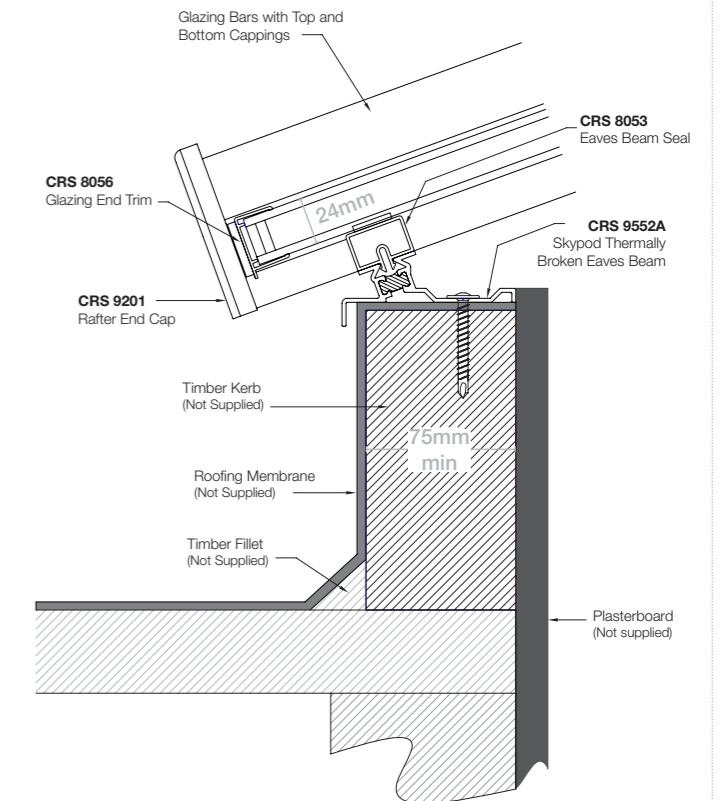 Glazing Bars with Top and
Bottom Cappings
CRS 8053
Eaves Beam Seal
CRS 8056
Glazing End Trim
24mm
CRS 9552A
Skypod Thermally
Broken Eaves Beam
CRS 9201
Rafter End Cap
Timber Kerb
(Not Supplied)
75mm
min
Roofing Membrane
(Not Supplied)
Timber Fillet
(Not Supplied)
Plasterboard
(Not supplied)